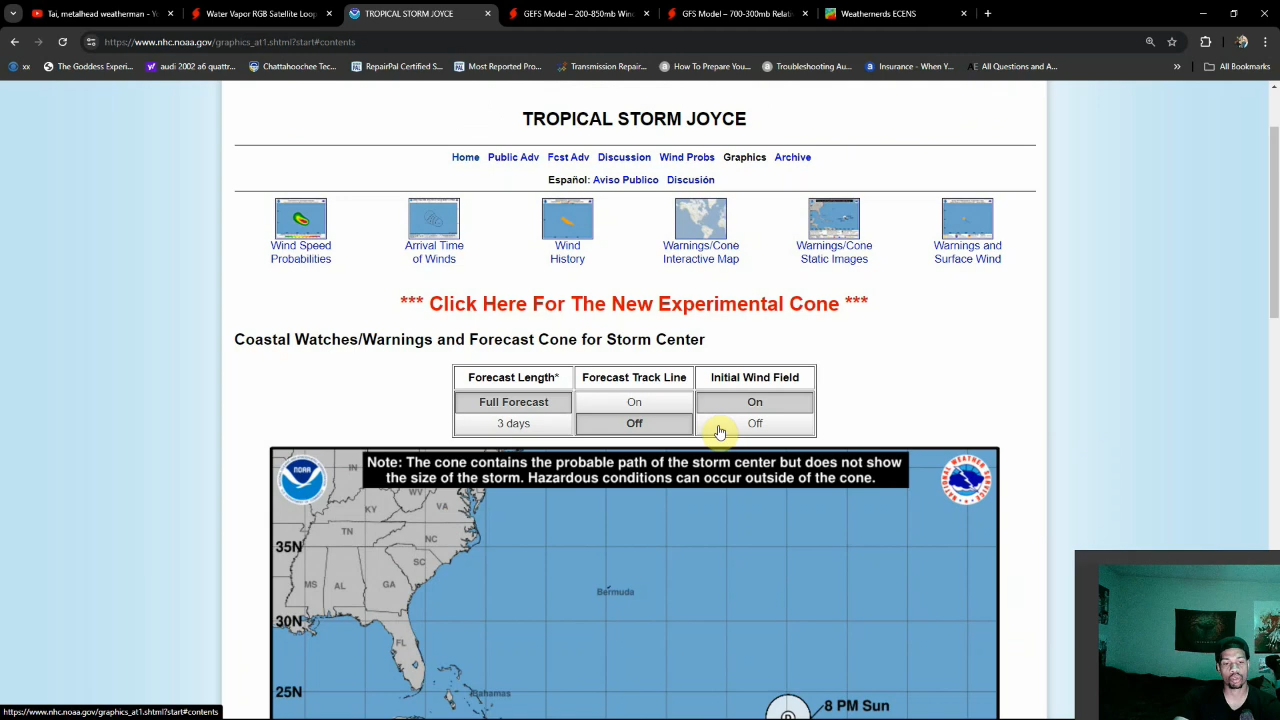 Tai, metalhead weatherman -
Water Vapor RGB Satellite Loop
TROPICAL STORM JOYCE
GEFS Model – 200-850mb Win
GFS Model – 700-300mb Relati
Weathernerds ECENS
https://www.nhc.noaa.gov/graphics_at1.shtml?start#contents
xx
The Goddess Experi...
audi 2002 a6 quattr...
Chattahoochee Tec...
RepairPal Certified S...
Most Reported Pro...
Transmission Repair...
How To Prepare You...
Troubleshooting Au...
Insurance - When Y...
All Questions and A...
All Bookmarks
TROPICAL STORM JOYCE
Home Public Adv Fcst Adv Discussion Wind Probs Graphics Archive
Español: Aviso Publico Discusión
Wind Speed
Probabilities
Arrival Time
of Winds
Wind
History
Warnings/Cone
Interactive Map
Warnings/Cone
Static Images
Warnings and
Surface Wind
*** Click Here For The New Experimental Cone ***
Coastal Watches/Warnings and Forecast Cone for Storm Center
Forecast Length* Forecast Track Line Initial Wind Field
Full Forecast On On
3 days Off Off
Note: The cone contains the probable path of the storm center but does not show
the size of the storm. Hazardous conditions can occur outside of the cone.
NOAA
IN
WV
KY
VA
35N
TN
NC
SC
MS
AL
GA
Bermuda
30N
FL
25N
Bahamas
8 PM Sun
D
https://www.nhc.noaa.gov/graphics_at1.shtml?start#contents